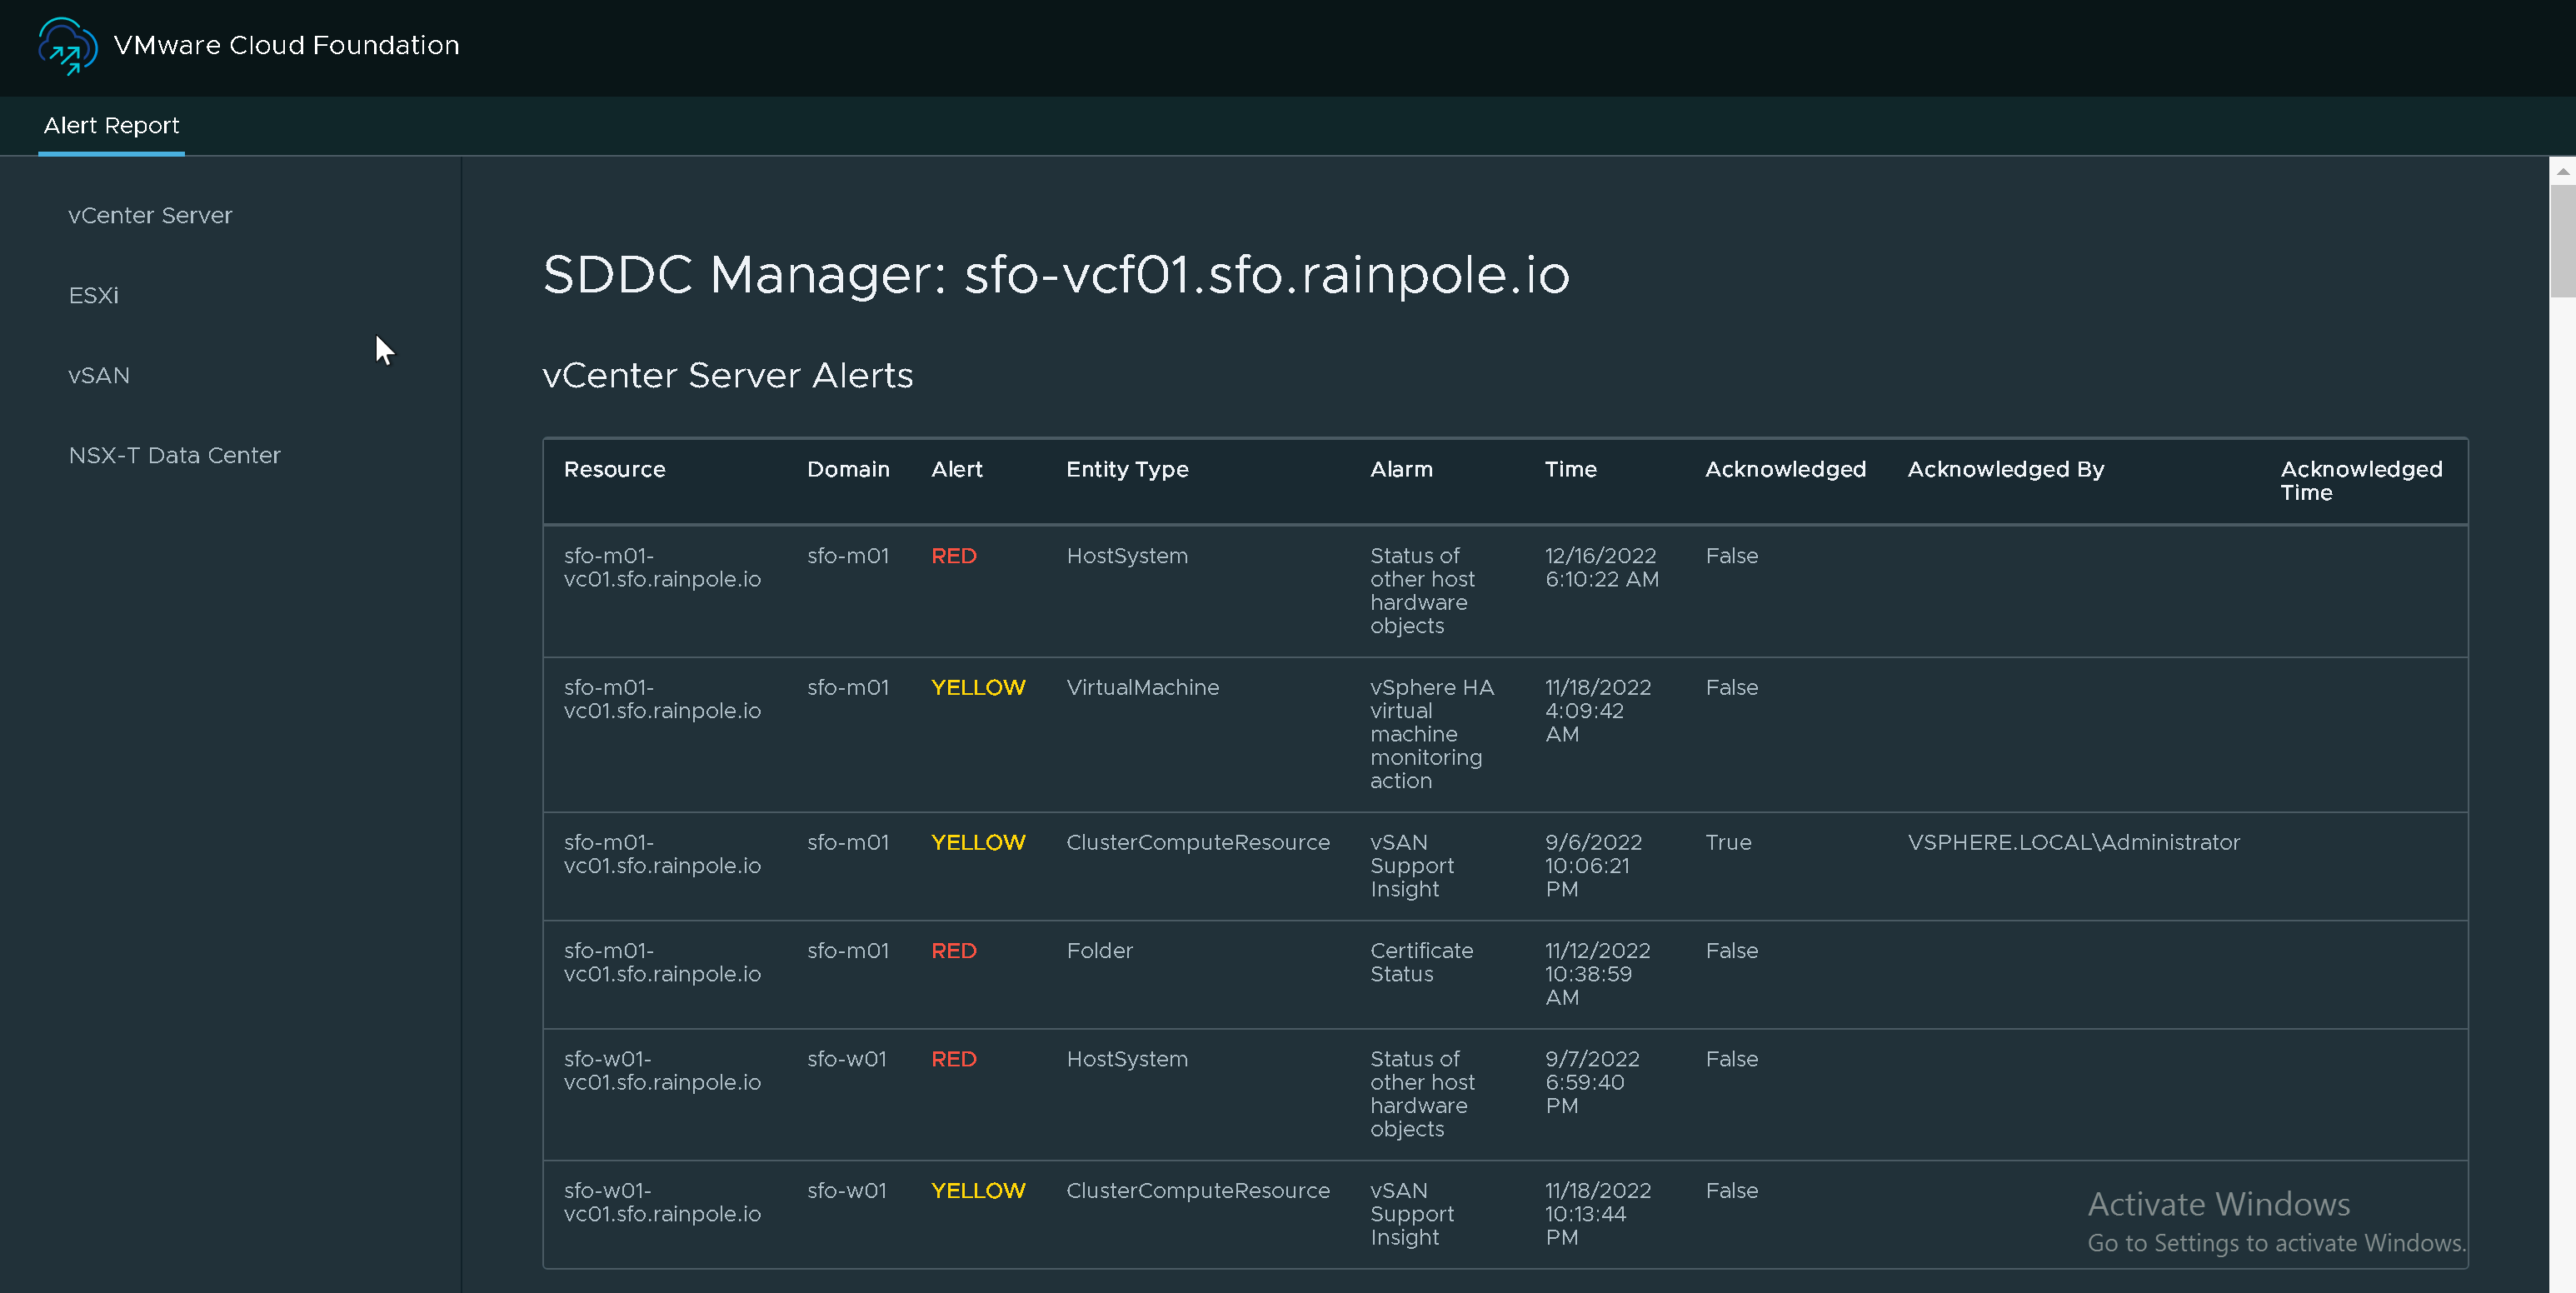 VMware Cloud Foundation
Alert Report
vCenter Server
ESXi
vSAN
NSX-T Data Center
SDDC Manager: sfo-vcf01.sfo.rainpole.io
vCenter Server Alerts
Resource Domain Alert Entity Type Alarm Time Acknowledged Acknowledged By Acknowledged
Time
sfo-m01- sfo-m01 RED HostSystem Status of 12/16/2022 False
vc01.sfo.rainpole.io other host 6:10:22 AM
hardware
objects
sfo-m01- sfo-m01 YELLOW VirtualMachine vSphere HA 11/18/2022 False
vc01.sfo.rainpole.io virtual 4:09:42
machine AM
monitoring
action
sfo-m01- sfo-m01 YELLOW ClusterComputeResource vSAN 9/6/2022 True VSPHERE.LOCAL\Administrator
vc01.sfo.rainpole.io Support 10:06:21
Insight PM
sfo-m01- sfo-m01 RED Folder Certificate 11/12/2022 False
vc01.sfo.rainpole.io Status 10:38:59
AM
sfo-w01- sfo-w01 RED HostSystem Status of 9/7/2022 False
vc01.sfo.rainpole.io other host 6:59:40
hardware PM
objects
sfo-w01- sfo-w01 YELLOW ClusterComputeResource vSAN 11/18/2022 False
vc01.sfo.rainpole.io Support 10:13:44
Insight PM
Activate Windows
Go to Settings to activate Windows.